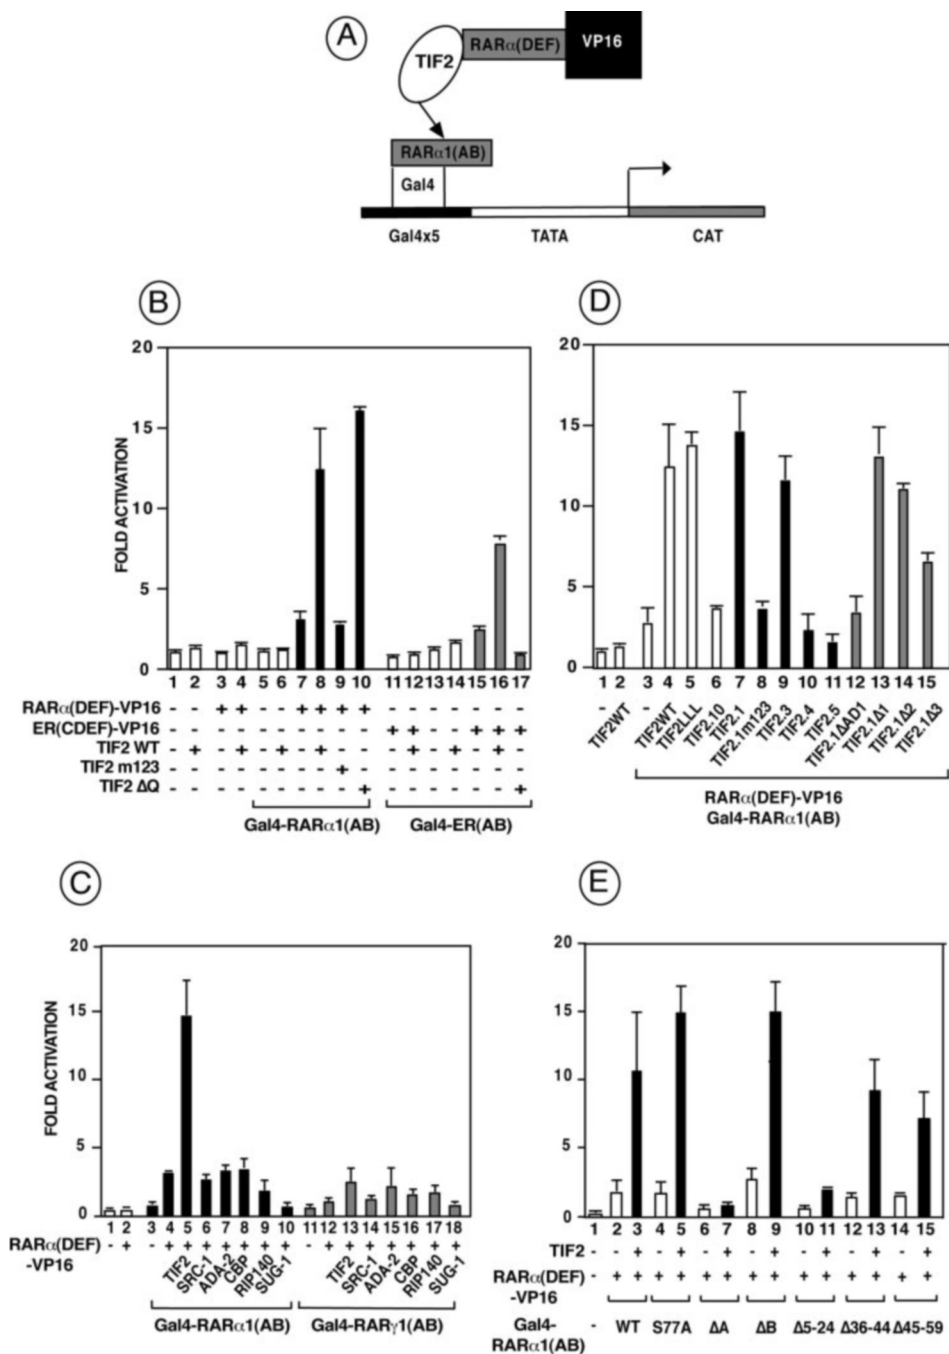 A
TIF2
RARα(DEF)
VP16
RARα1(AB)
Gal4
Gal4x5 TATA CAT
B
FOLD ACTIVATION
20
15
10
5
0
1 2 3 4 5 6 7 8 9 10 11 12 13 14 15 16 17
RARα(DEF)-VP16 - - + + - - + + + + - - - - - - -
ER(CDEF)-VP16 - - - - - - - - - - + + - - + + +
TIF2 WT - + - + - + - + - - - + - + - + -
TIF2 m123 - - - - - - - - + - - - - - - - -
TIF2 ΔQ - - - - - - - - - + - - - - - - +
Gal4-RARα1(AB) Gal4-ER(AB)
D
20
15
10
5
0
1 2 3 4 5 6 7 8 9 10 11 12 13 14 15
- TIF2WT - TIF2WT TIF2LLL TIF2.10 TIF2.1 TIF2.1m123 TIF2.3 TIF2.4 TIF2.5 TIF2.1ΔAD1 TIF2.1Δ1 TIF2.1Δ2 TIF2.1Δ3
RARα(DEF)-VP16
Gal4-RARα1(AB)
C
FOLD ACTIVATION
20
15
10
5
0
1 2 3 4 5 6 7 8 9 10 11 12 13 14 15 16 17 18
RARα(DEF) - + - + + + + + + + - + + + + + + +
-VP16
TIF2 SRC-1 ADA-2 CBP RIP140 SUG-1 TIF2 SRC-1 ADA-2 CBP RIP140 SUG-1
Gal4-RARα1(AB) Gal4-RARγ1(AB)
E
20
15
10
5
0
1 2 3 4 5 6 7 8 9 10 11 12 13 14 15
TIF2 - - + - + - + - + - + - + - +
RARα(DEF) - + + + + + + + + + + + + + +
-VP16
Gal4- - WT S77A ΔA ΔB Δ5-24 Δ36-44 Δ45-59
RARα1(AB)